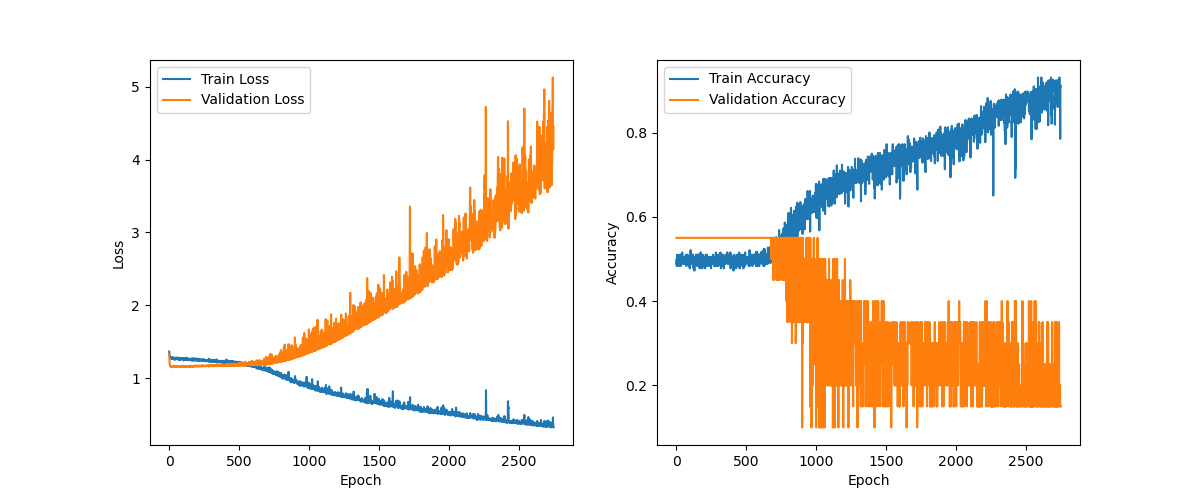 Train Loss
Validation Loss
5
4
3
2
1
Loss
0 500 1000 1500 2000 2500
Epoch
Train Accuracy
Validation Accuracy
0.8
0.6
0.4
0.2
Accuracy
0 500 1000 1500 2000 2500
Epoch